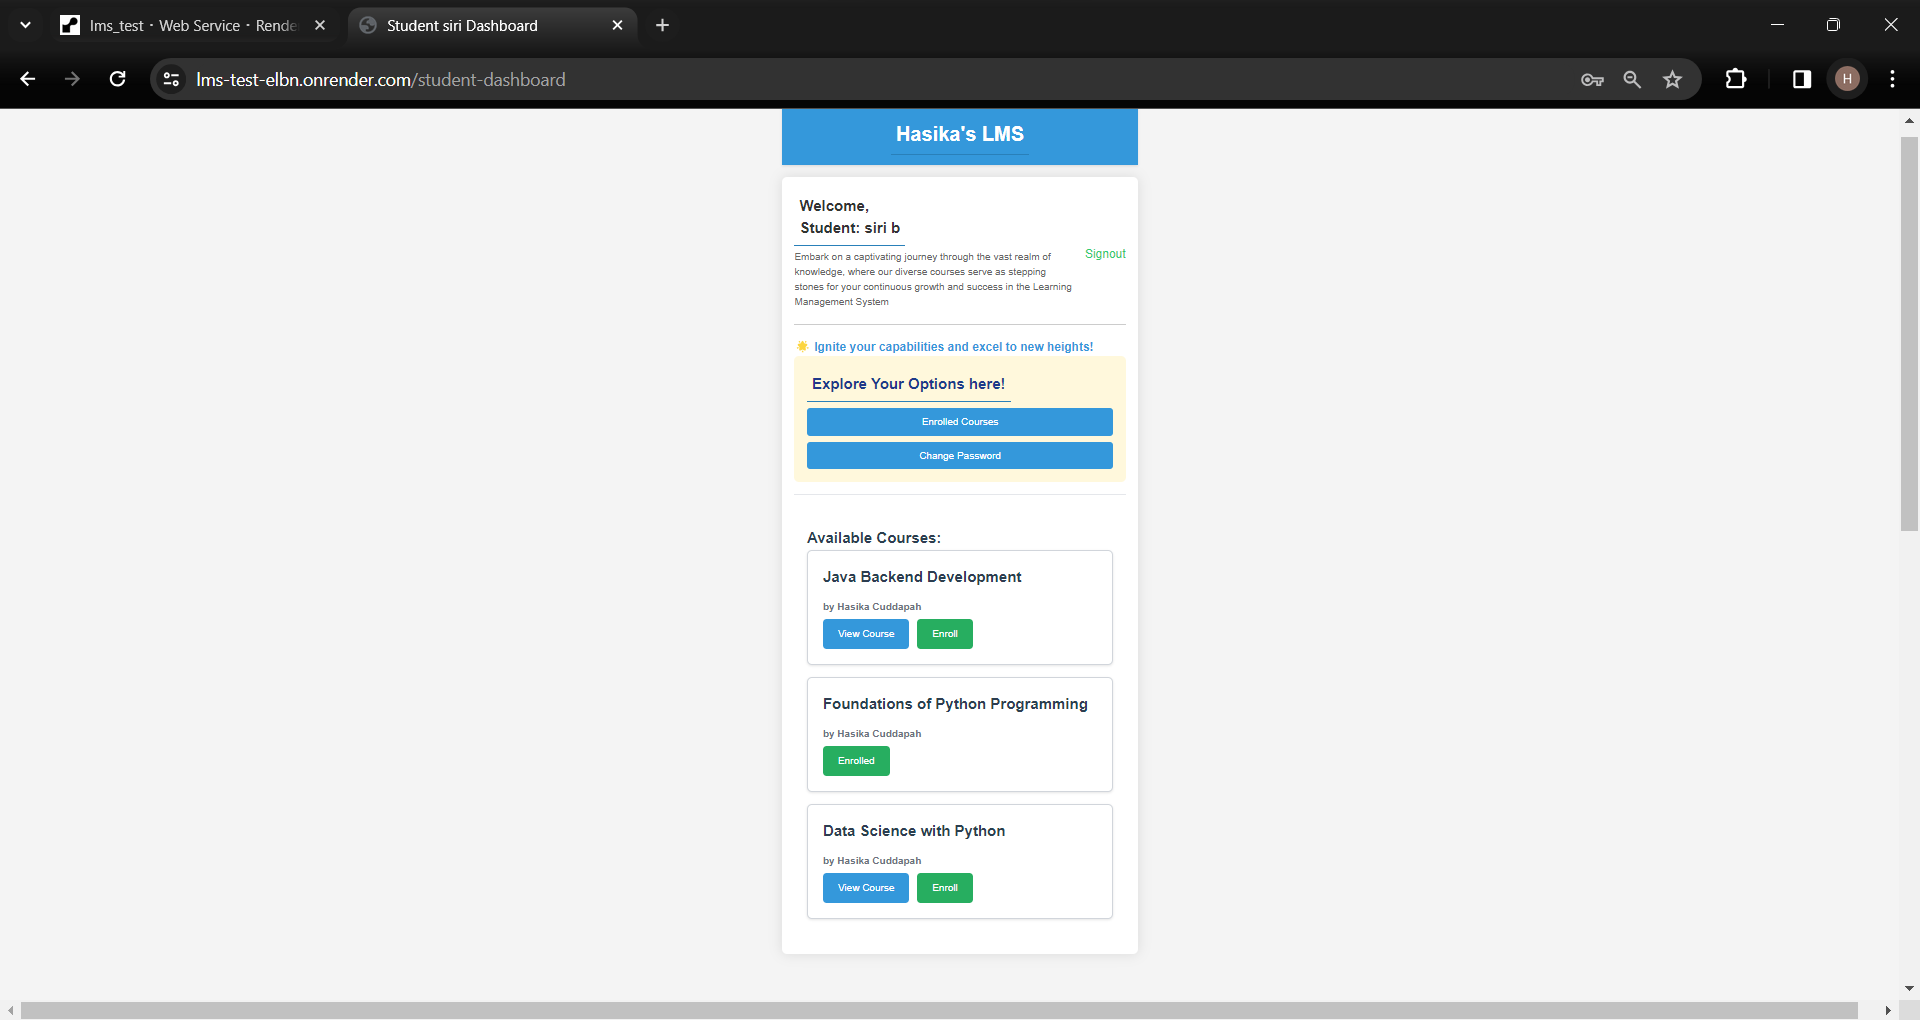 lms_test · Web Service · Rende
Student siri Dashboard
lms-test-elbn.onrender.com/student-dashboard
H
Hasika's LMS
Welcome,
Student: siri b
Signout
Embark on a captivating journey through the vast realm of
knowledge, where our diverse courses serve as stepping
stones for your continuous growth and success in the Learning
Management System
Ignite your capabilities and excel to new heights!
Explore Your Options here!
Enrolled Courses
Change Password
Available Courses:
Java Backend Development
by Hasika Cuddapah
View Course Enroll
Foundations of Python Programming
by Hasika Cuddapah
Enrolled
Data Science with Python
by Hasika Cuddapah
View Course Enroll